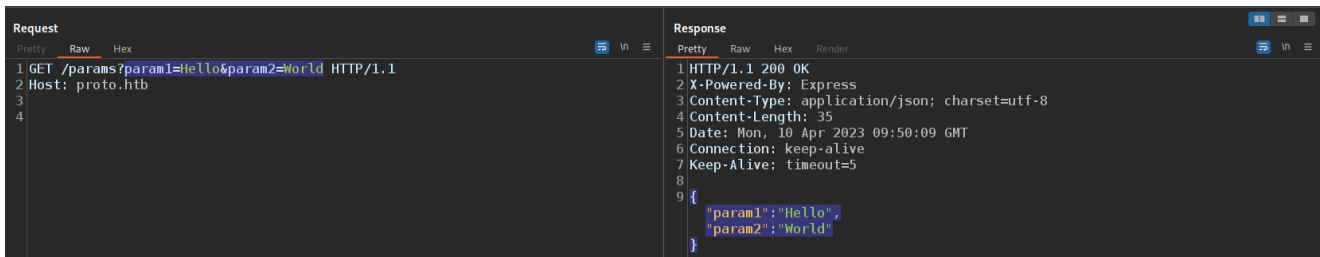 Request
Pretty Raw Hex \n
1 GET /params?param1=Hello&param2=World HTTP/1.1
2 Host: proto.htb
3
4
Response
Pretty Raw Hex Render \n
1 HTTP/1.1 200 OK
2 X-Powered-By: Express
3 Content-Type: application/json; charset=utf-8
4 Content-Length: 35
5 Date: Mon, 10 Apr 2023 09:50:09 GMT
6 Connection: keep-alive
7 Keep-Alive: timeout=5
8
9 {
"param1":"Hello",
"param2":"World"
}